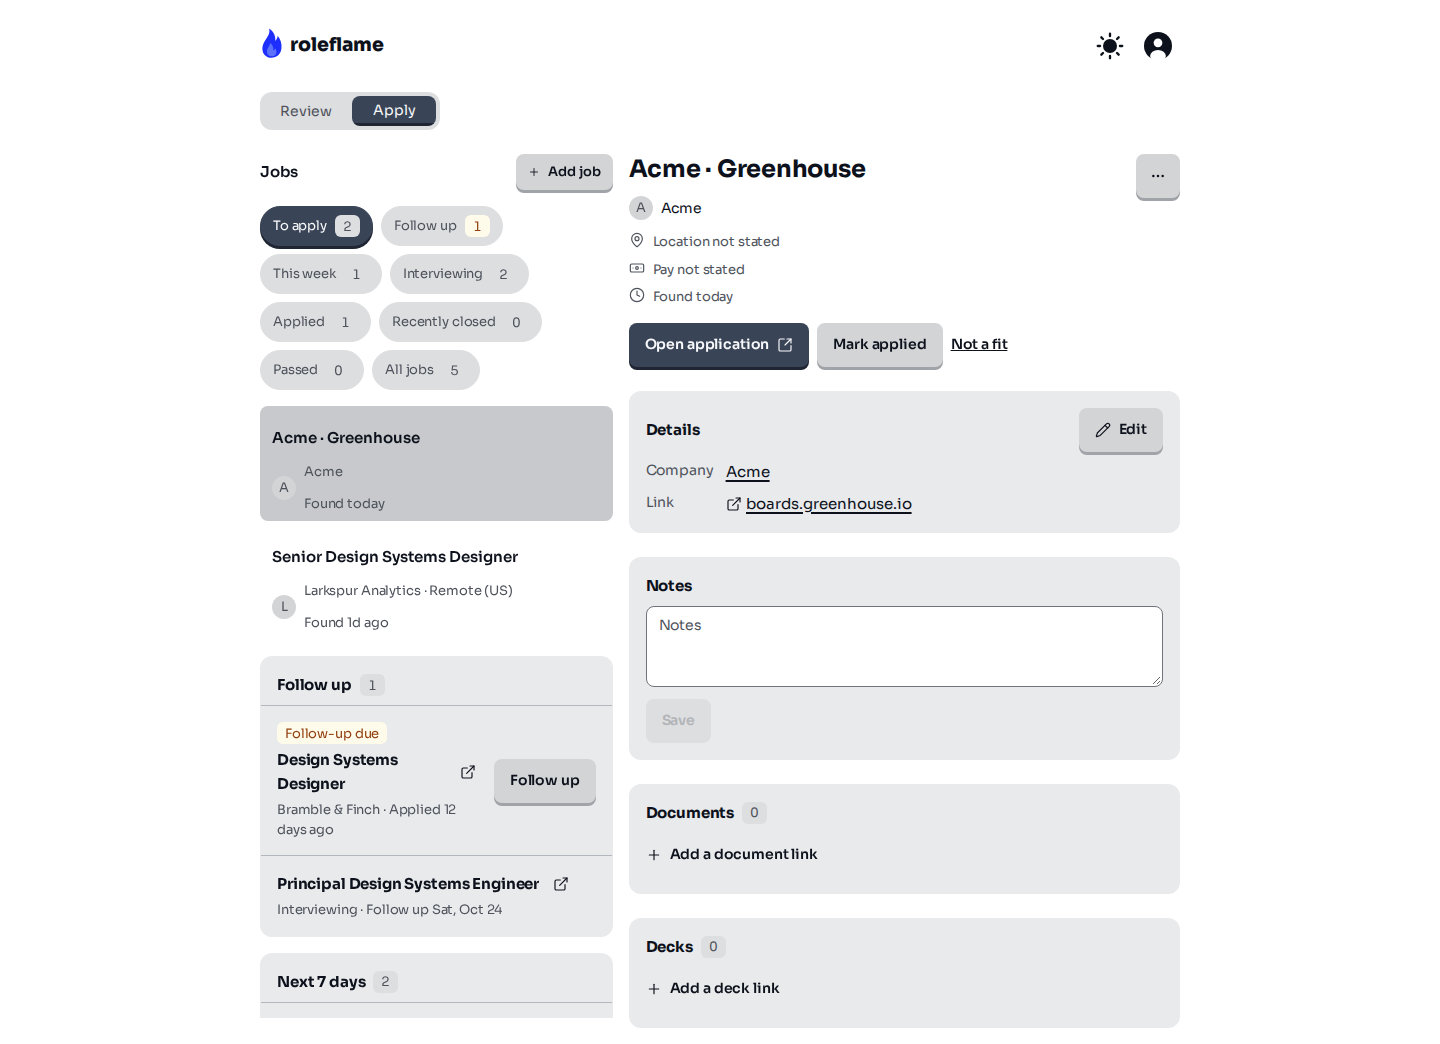 roleflame
Review
Apply
Jobs
+ Add job
To apply 2
Follow up 1
This week 1
Interviewing 2
Applied 1
Recently closed 0
Passed 0
All jobs 5
Acme · Greenhouse
A
Acme
Found today
Senior Design Systems Designer
L
Larkspur Analytics · Remote (US)
Found 1d ago
Follow up 1
Follow-up due
Design Systems
Designer
Bramble & Finch · Applied 12
days ago
Follow up
Principal Design Systems Engineer
Interviewing · Follow up Sat, Oct 24
Next 7 days 2
Acme · Greenhouse
...
A Acme
Location not stated
Pay not stated
Found today
Open application
Mark applied
Not a fit
Details
Edit
Company Acme
Link boards.greenhouse.io
Notes
Notes
Save
Documents 0
+ Add a document link
Decks 0
+ Add a deck link